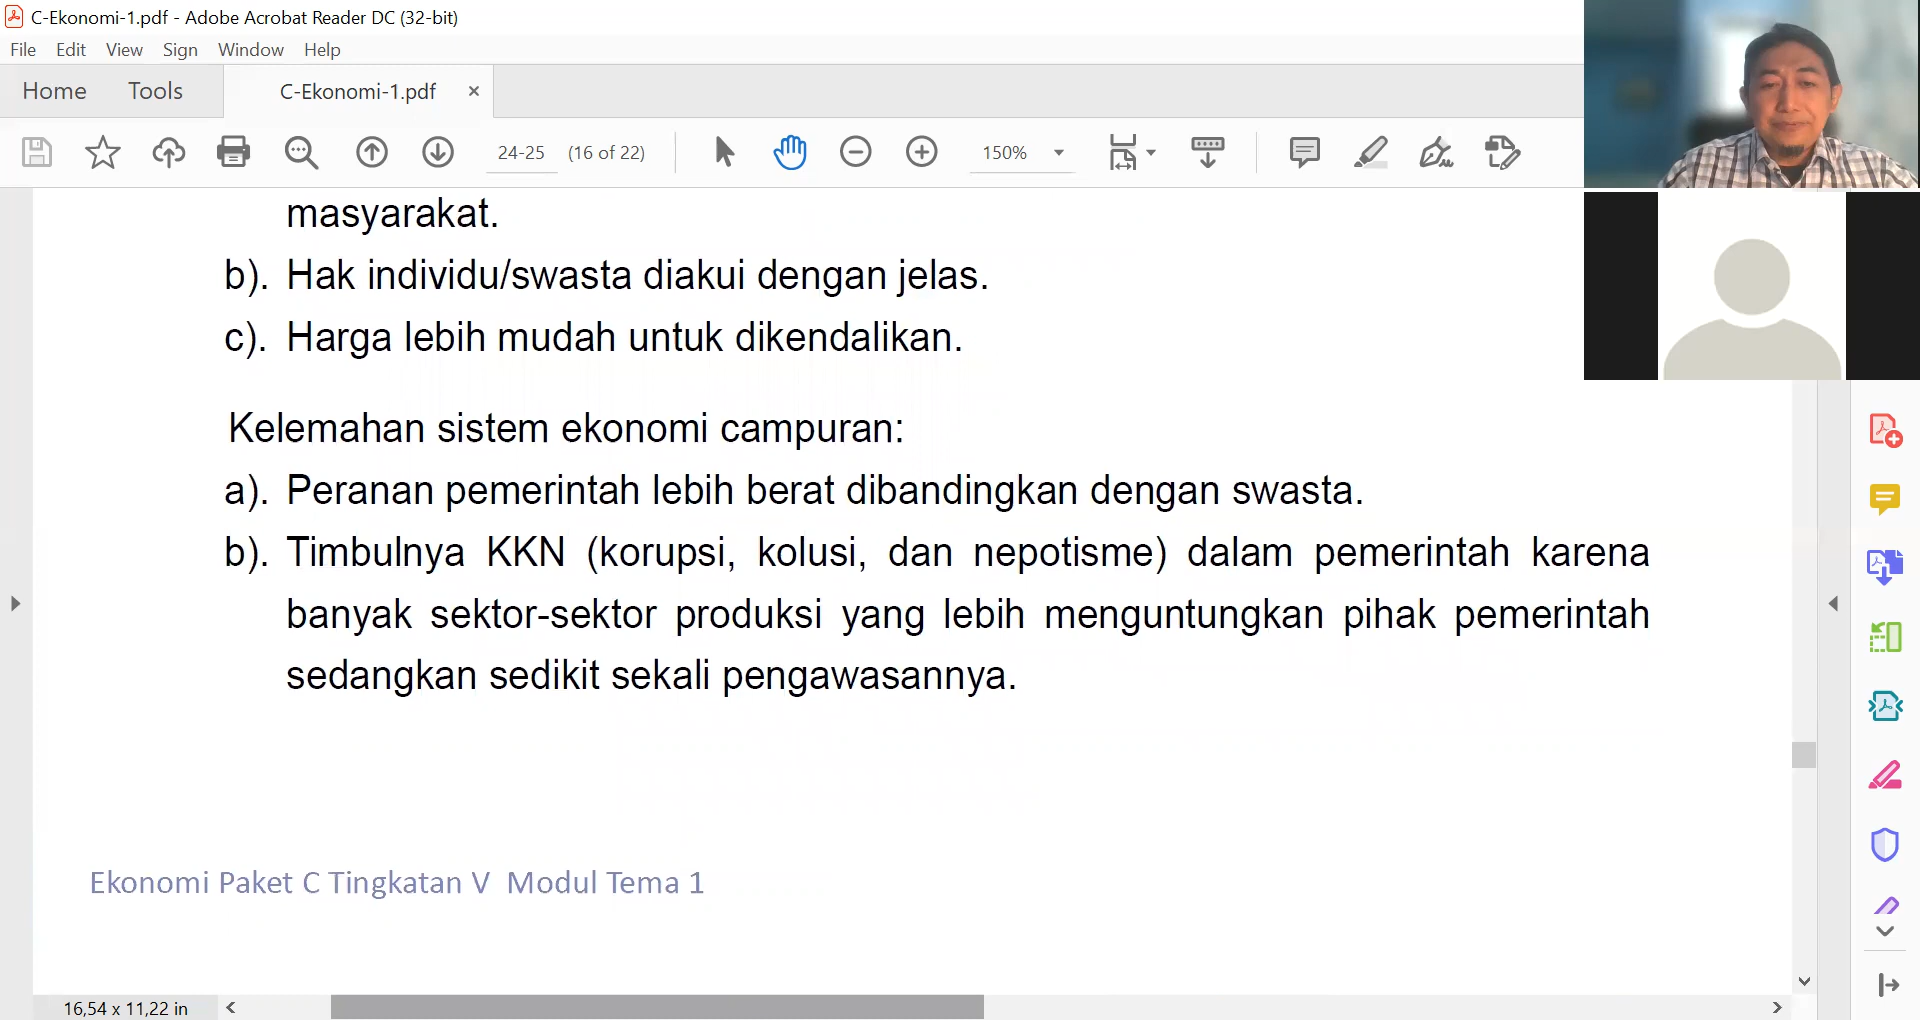 C-Ekonomi-1.pdf - Adobe Acrobat Reader DC (32-bit)
File Edit View Sign Window Help
Home Tools C-Ekonomi-1.pdf ×
24-25 (16 of 22) 150%
masyarakat.
b). Hak individu/swasta diakui dengan jelas.
c). Harga lebih mudah untuk dikendalikan.
Kelemahan sistem ekonomi campuran:
a). Peranan pemerintah lebih berat dibandingkan dengan swasta.
b). Timbulnya KKN (korupsi, kolusi, dan nepotisme) dalam pemerintah karena
banyak sektor-sektor produksi yang lebih menguntungkan pihak pemerintah
sedangkan sedikit sekali pengawasannya.
Ekonomi Paket C Tingkatan V Modul Tema 1
16,54 x 11,22 in